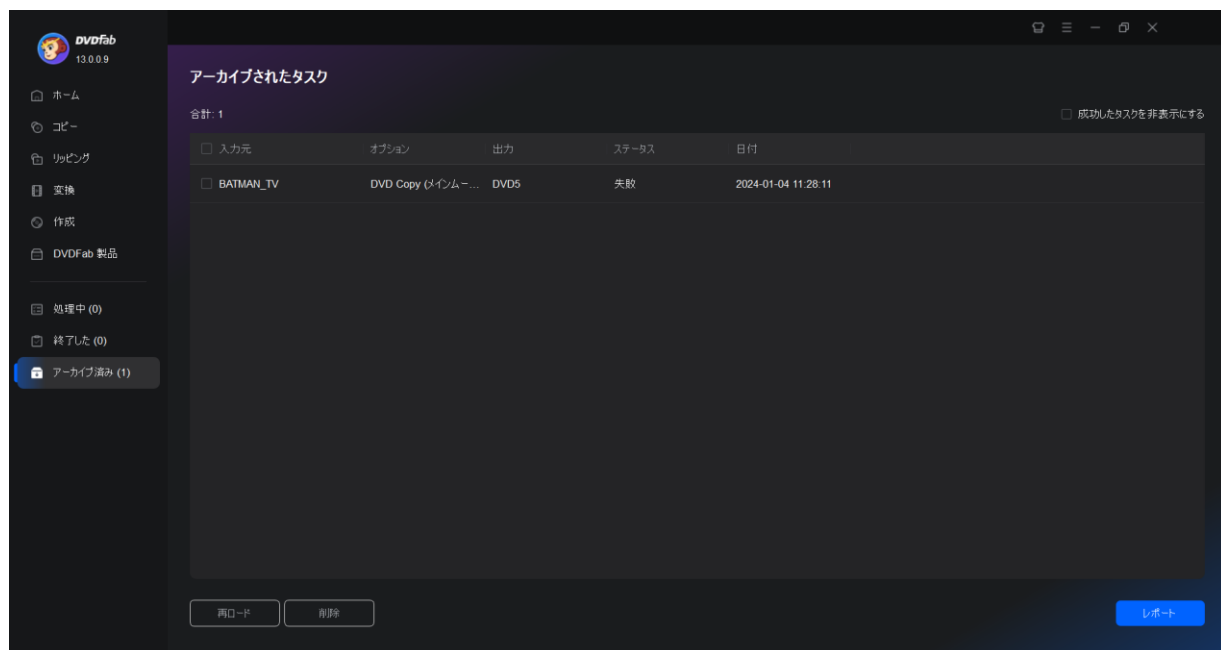 DVDFab
13.0.0.9
ホーム
コピー
リッピング
変換
作成
DVDFab 製品
処理中 (0)
終了した (0)
アーカイブ済み (1)
アーカイブされたタスク
合計: 1
成功したタスクを非表示にする
入力元 オプション 出力 ステータス 日付
BATMAN_TV DVD Copy (メインムー... DVD5 失敗 2024-01-04 11:28:11
再ロード 削除 レポート